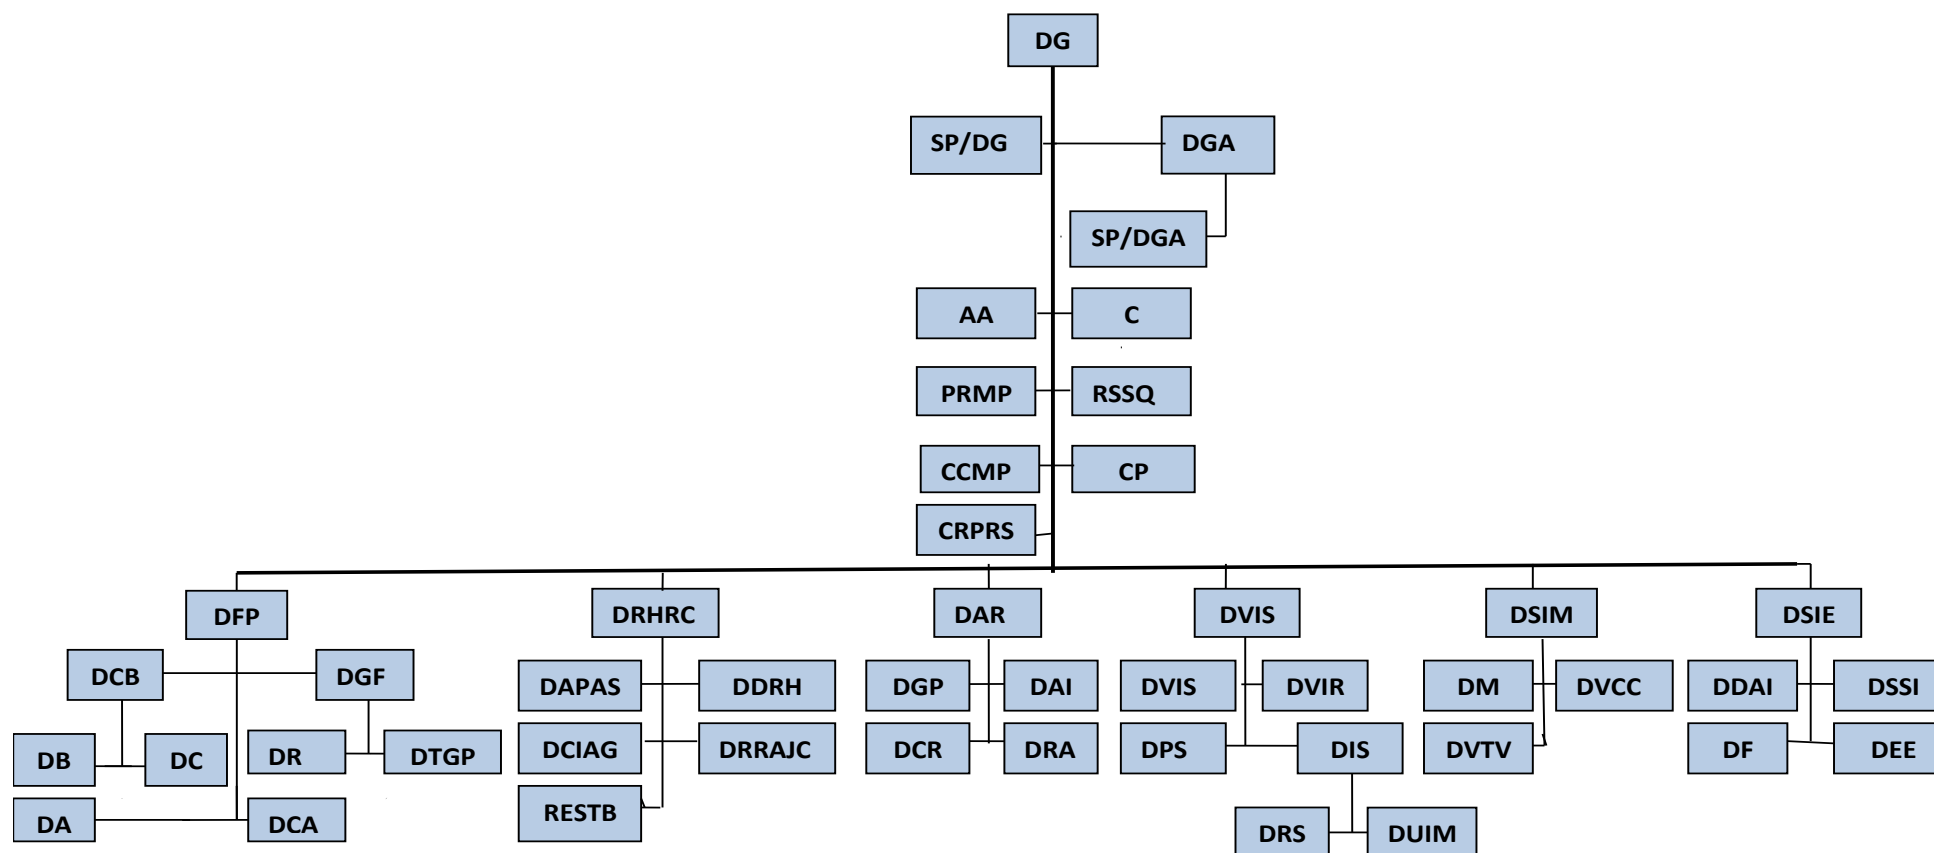 DG
SP/DG
DGA
SP/DGA
AA
C
PRMP
RSSQ
CCMP
CP
CRPRS
DFP
DRHRC
DAR
DVIS
DSIM
DSIE
DCB
DGF
DAPAS
DDRH
DGP
DAI
DVIS
DVIR
DM
DVCC
DDAI
DSSI
DB
DC
DR
DTGP
DCIAG
DRRAJC
DCR
DRA
DPS
DIS
DVTV
DF
DEE
DA
DCA
RESTB
DRS
DUIM